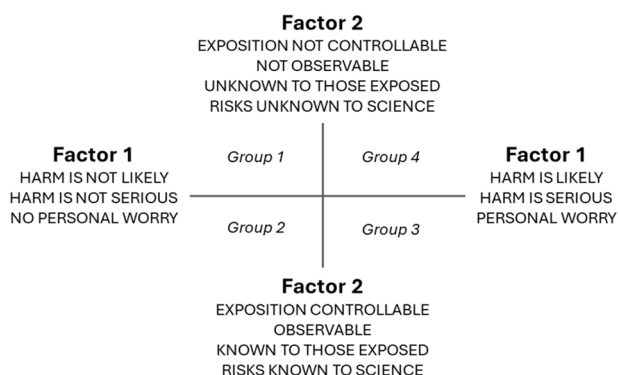 Factor 2
EXPOSITION NOT CONTROLLABLE
NOT OBSERVABLE
UNKNOWN TO THOSE EXPOSED
RISKS UNKNOWN TO SCIENCE
Factor 1
HARM IS NOT LIKELY
HARM IS NOT SERIOUS
NO PERSONAL WORRY
Group 1
Group 4
Group 2
Group 3
Factor 1
HARM IS LIKELY
HARM IS SERIOUS
PERSONAL WORRY
Factor 2
EXPOSITION CONTROLLABLE
OBSERVABLE
KNOWN TO THOSE EXPOSED
RISKS KNOWN TO SCIENCE